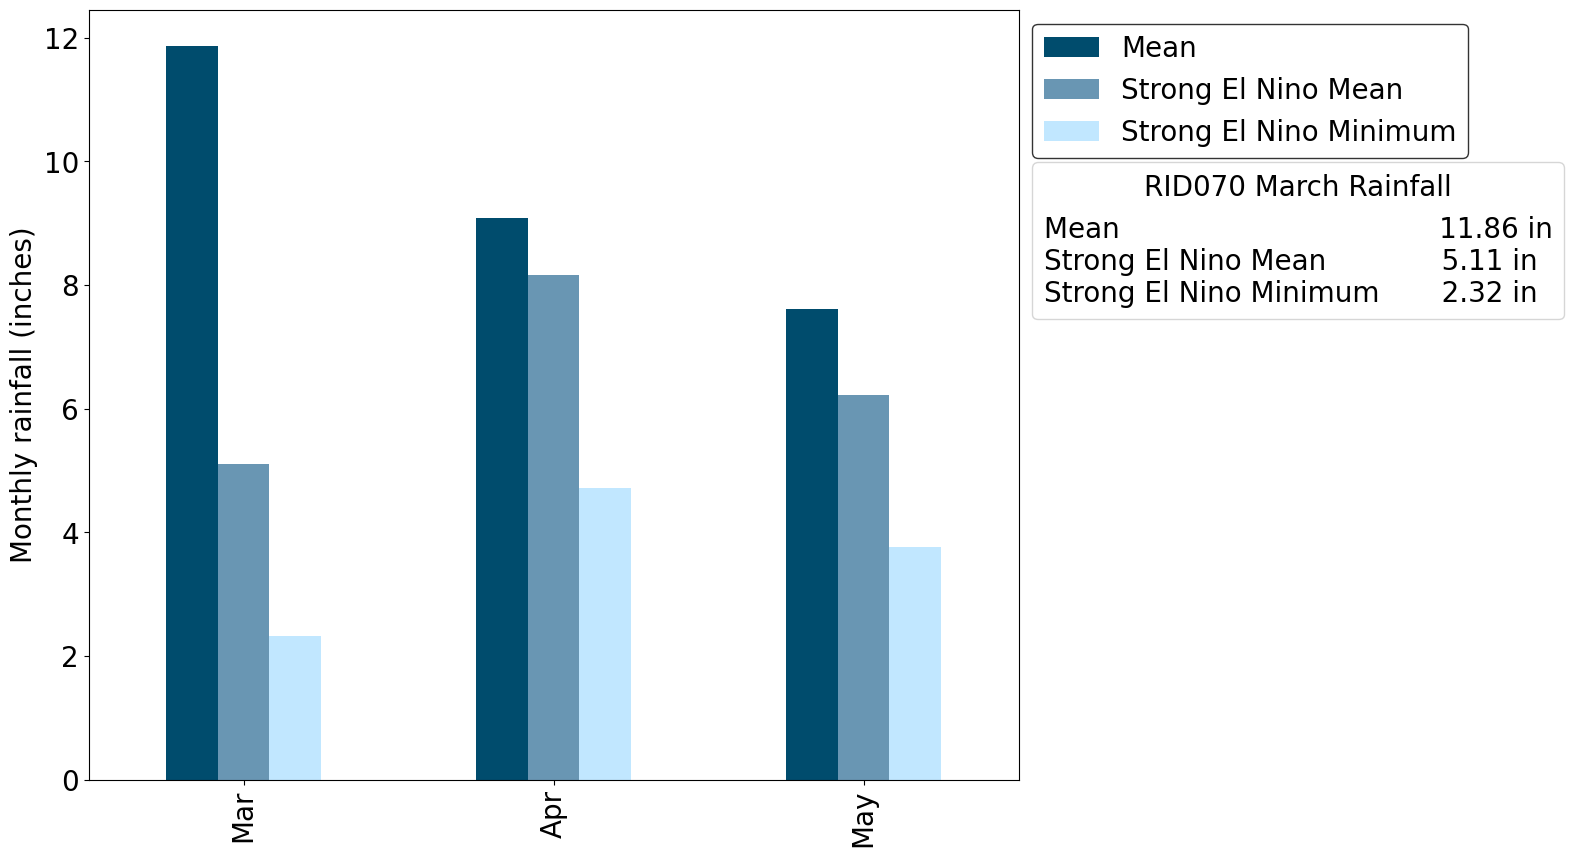 Monthly rainfall (inches)
12
10
8
6
4
2
0
Mar
Apr
May
Mean
Strong El Nino Mean
Strong El Nino Minimum
RID070 March Rainfall
Mean 11.86 in
Strong El Nino Mean 5.11 in
Strong El Nino Minimum 2.32 in